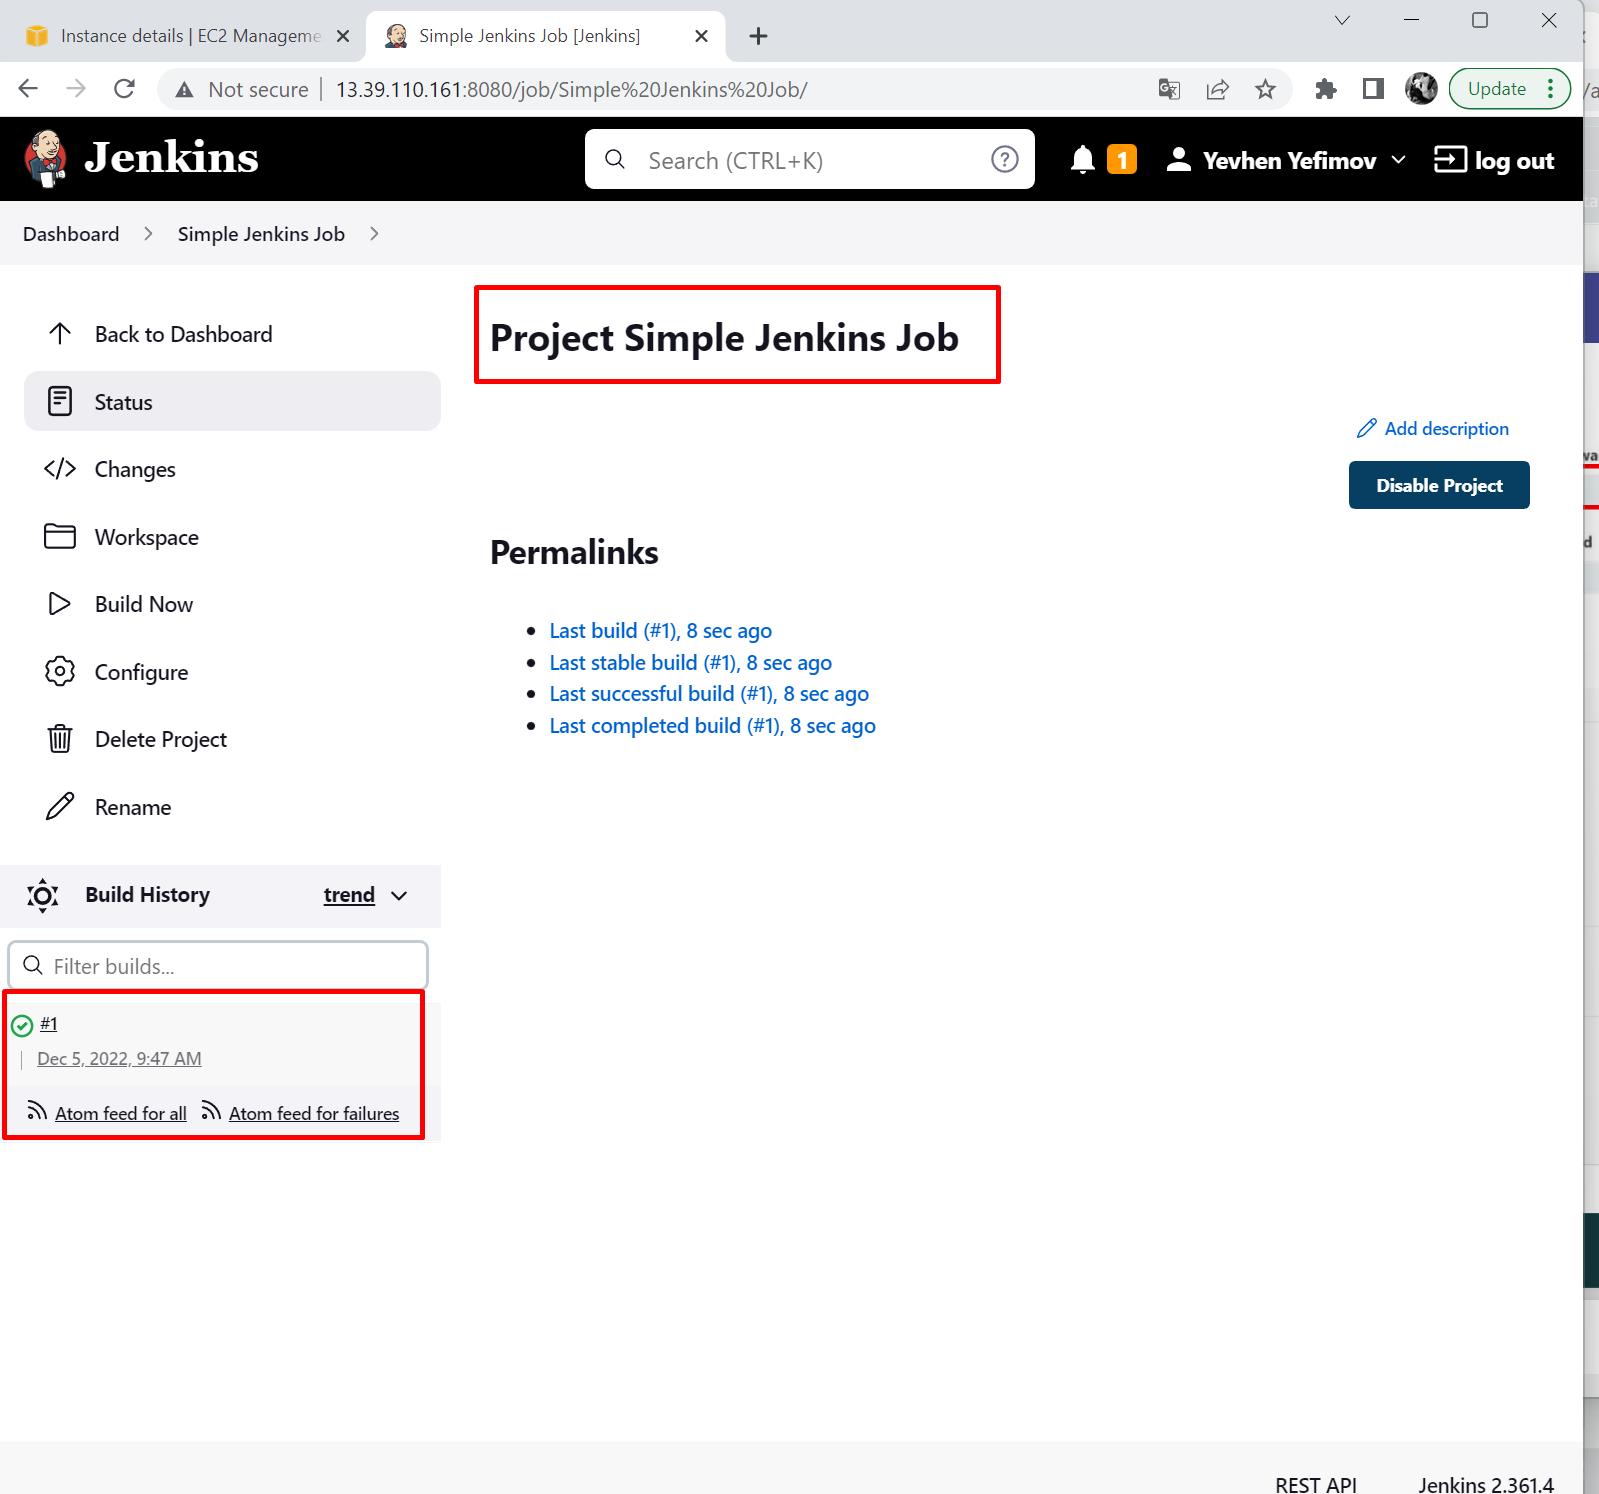 Instance details | EC2 Manageme
Simple Jenkins Job [Jenkins]
Not secure
13.39.110.161:8080/job/Simple%20Jenkins%20Job/
Update
Jenkins
Search (CTRL+K)
1
Yevhen Yefimov
log out
Dashboard
Simple Jenkins Job
Back to Dashboard
Status
Changes
Workspace
Build Now
Configure
Delete Project
Rename
Project Simple Jenkins Job
Add description
Disable Project
Permalinks
Last build (#1), 8 sec ago
Last stable build (#1), 8 sec ago
Last successful build (#1), 8 sec ago
Last completed build (#1), 8 sec ago
Build History
trend
Filter builds...
#1
Dec 5, 2022, 9:47 AM
Atom feed for all
Atom feed for failures
REST API
Jenkins 2.361.4